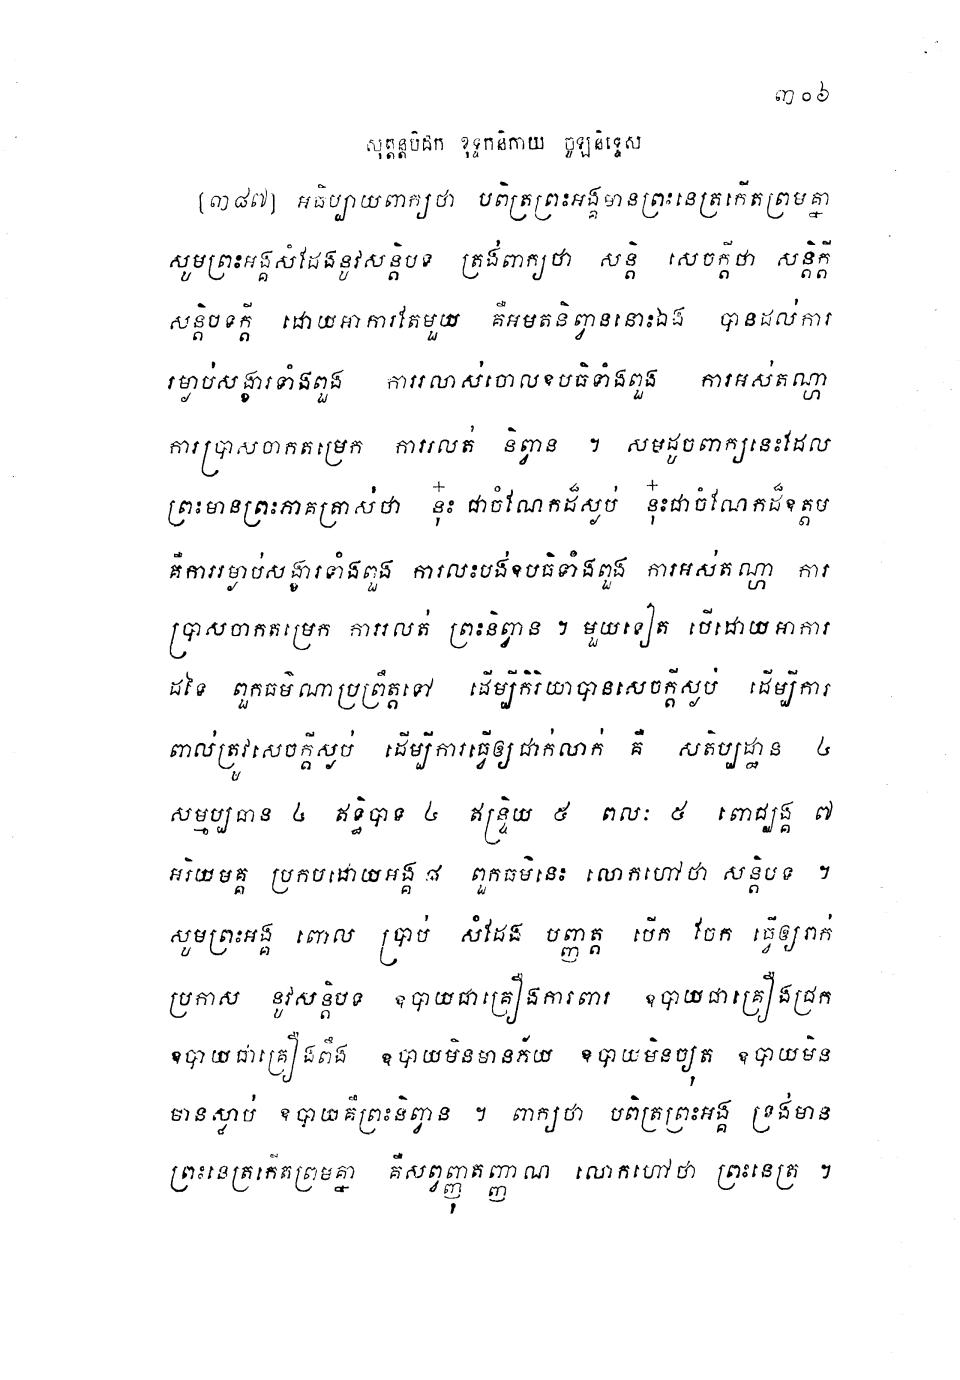 ៣០៦
សុត្តន្តបិដក ខុទ្ទកនិកាយ ចូឡនិទ្ទេស
[៣៨៧] អធិប្បាយពាក្យថា បពិត្រព្រះអង្គមានព្រះនេត្រកើតព្រមគ្នា
សូមព្រះអង្គសំដែងនូវសន្តិបទ ត្រង់ពាក្យថា សន្តិ សេចក្តីថា សន្តិក្តី
សន្តិបទក្តី ដោយអាការតែមួយ គឺអមតនិព្វាននោះឯង បានដល់ការ
រម្ងាប់សង្ខារទាំងពួង ការរលាស់ចោលឧបធិទាំងពួង ការអស់តណ្ហា
ការប្រាសចាកតម្រេក ការរលត់ និព្វាន ។ សមដូចពាក្យនេះដែល
ព្រះមានព្រះភាគត្រាស់ថា នុ៎ះ ជាចំណែកដ៏ស្ងប់ នុ៎ះជាចំណែកដ៏ឧត្តម
គឺការរម្ងាប់សង្ខារទាំងពួង ការលះបង់ឧបធិទាំងពួង ការអស់តណ្ហា ការ
ប្រាសចាកតម្រេក ការរលត់ ព្រះនិព្វាន ។ មួយទៀត បើដោយអាការ
ដទៃ ពួកធម៌ណាប្រព្រឹត្តទៅ ដើម្បីកិរិយាបានសេចក្តីស្ងប់ ដើម្បីការ
ពាល់ត្រូវសេចក្តីស្ងប់ ដើម្បីការធ្វើឲ្យជាក់លាក់ គឺ សតិប្បដ្ឋាន ៤
សម្មប្បធាន ៤ ឥទ្ធិបាទ ៤ ឥន្ទ្រិយ ៥ ពលៈ ៥ ពោជ្ឈង្គ ៧
អរិយមគ្គ ប្រកបដោយអង្គ ៨ ពួកធម៌នេះ លោកហៅថា សន្តិបទ ។
សូមព្រះអង្គ ពោល ប្រាប់ សំដែង បញ្ញត្ត បើក ចែក ធ្វើឲ្យរាក់
ប្រកាស នូវសន្តិបទ ឧបាយជាគ្រឿងការពារ ឧបាយជាគ្រឿងជ្រក
ឧបាយជាគ្រឿងពឹង ឧបាយមិនមានភ័យ ឧបាយមិនច្យុត ឧបាយមិន
មានស្លាប់ ឧបាយគឺព្រះនិព្វាន ។ ពាក្យថា បពិត្រព្រះអង្គ ទ្រង់មាន
ព្រះនេត្រកើតព្រមគ្នា គឺសព្វញ្ញុតញ្ញាណ លោកហៅថា ព្រះនេត្រ ។